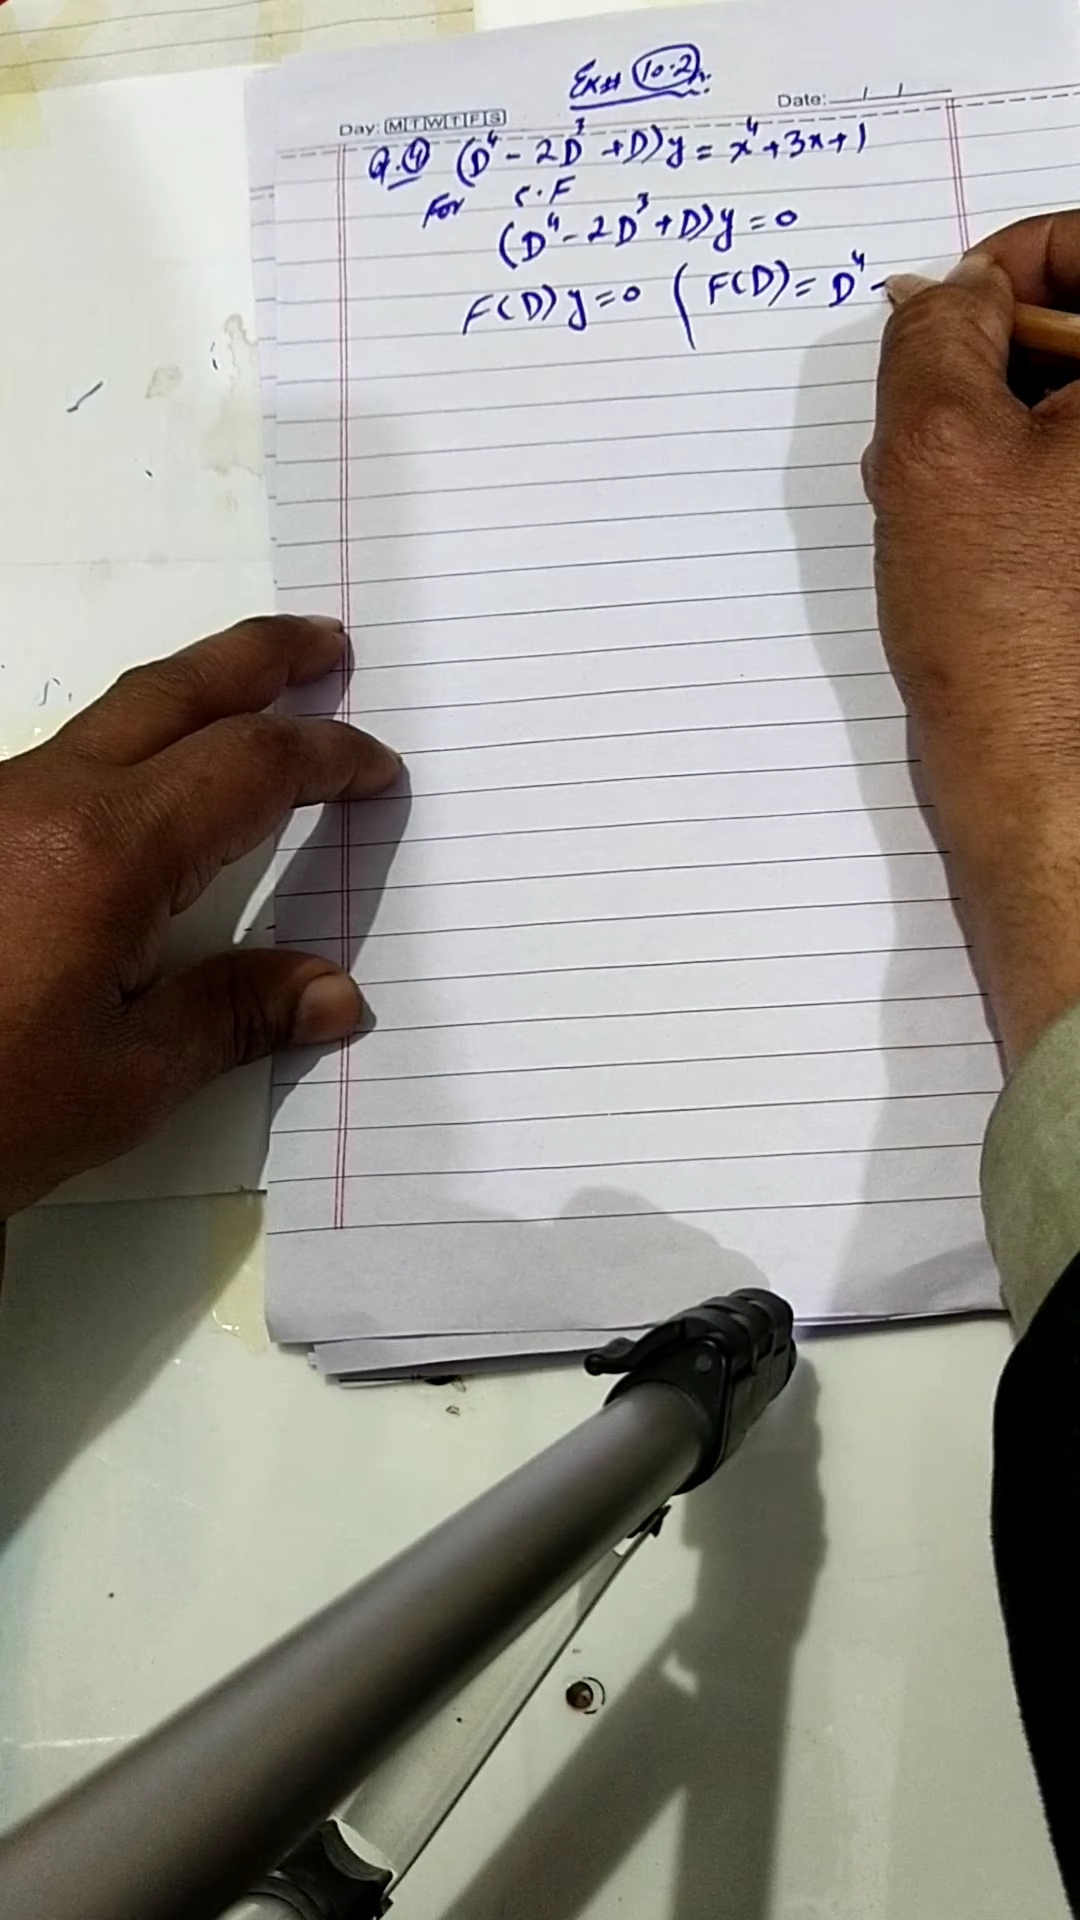 Ex# 10.2
Day: M T W T F S Date: / /
Q.4 (D⁴ - 2D³ + D)y = x⁴ + 3x + 1
For C.F
(D⁴ - 2D³ + D)y = 0
F(D)y = 0 ( F(D) = D⁴ -